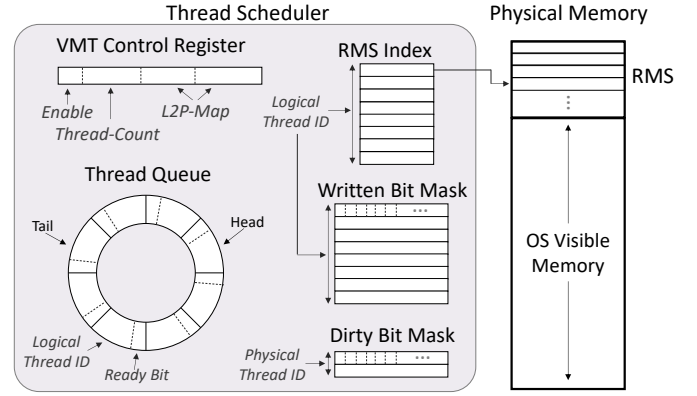 Thread Scheduler
Physical Memory
VMT Control Register
Enable
Thread-Count
L2P-Map
RMS Index
Logical
Thread ID
RMS
Thread Queue
Tail
Head
Logical
Thread ID
Ready Bit
Written Bit Mask
...
OS Visible
Memory
Dirty Bit Mask
Physical
Thread ID
...